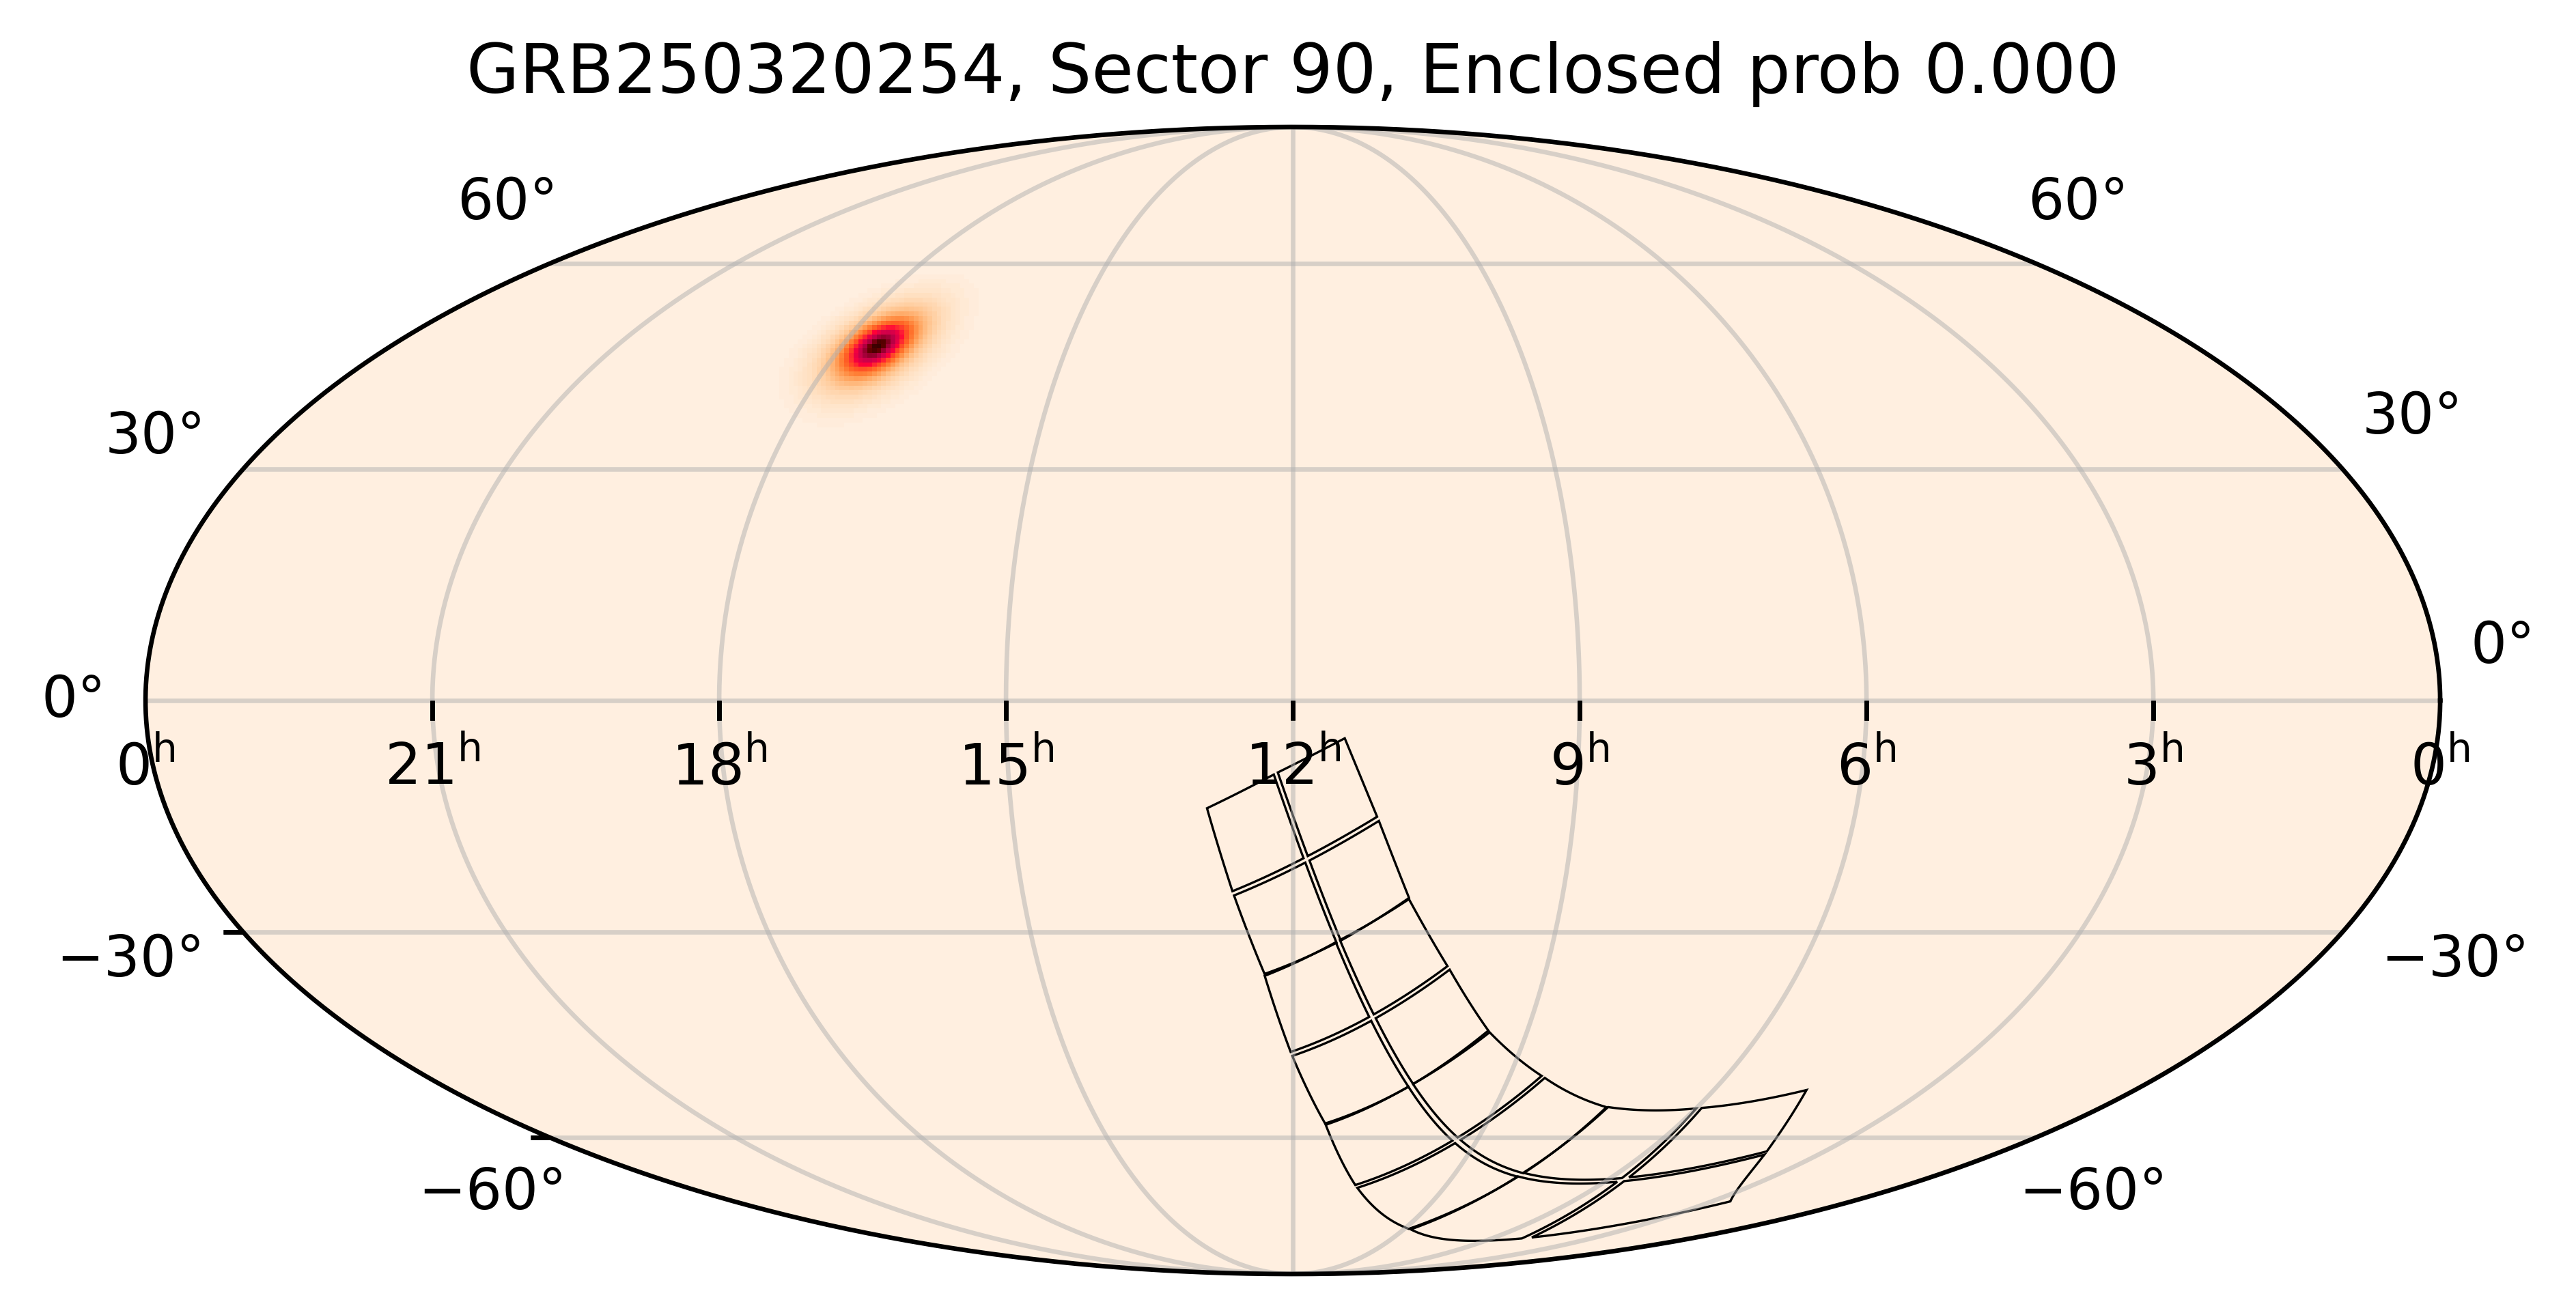 GRB250320254, Sector 90, Enclosed prob 0.000
60° 60°
30° 30°
0° 0°
0ʰ 21ʰ 18ʰ 15ʰ 12ʰ 9ʰ 6ʰ 3ʰ 0ʰ
−30° −30°
−60° −60°